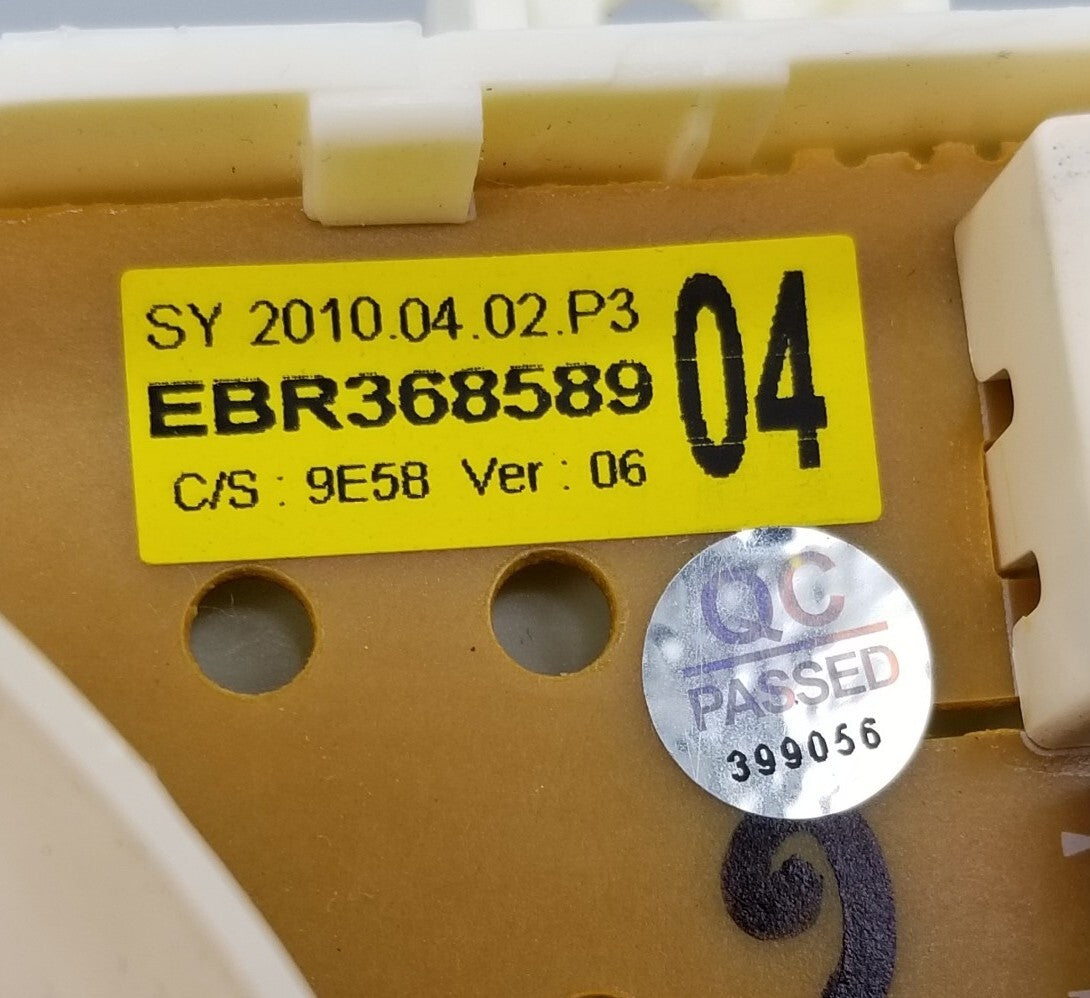 SY 2010.04.02.P3
EBR368589 04
C/S : 9E58 Ver : 06
QC
PASSED
399056